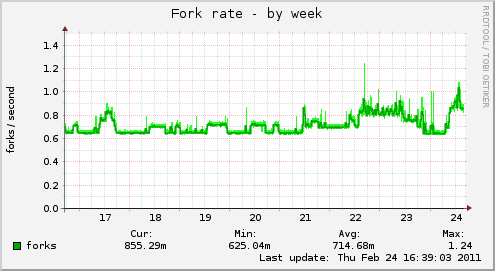 Fork rate - by week
RRDTOOL / TOBI OETIKER
forks / second
1.4
1.2
1.0
0.8
0.6
0.4
0.2
0.0
17 18 19 20 21 22 23 24
Cur: Min: Avg: Max:
forks 855.29m 625.04m 714.68m 1.24
Last update: Thu Feb 24 16:39:03 2011